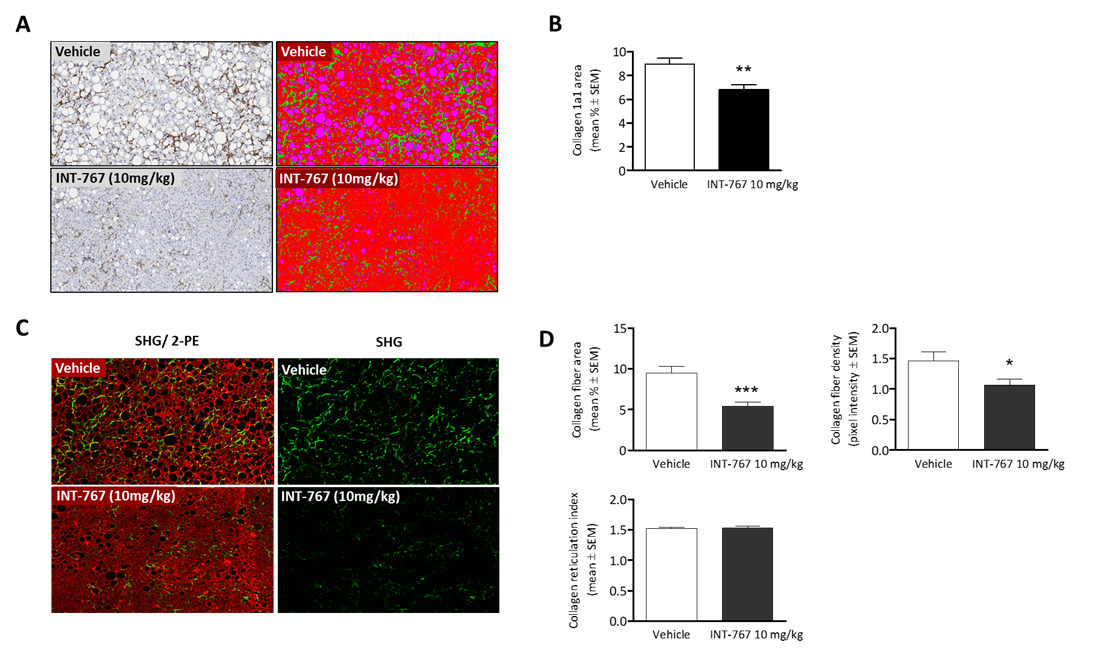 A
Vehicle
Vehicle
INT-767 (10mg/kg)
INT-767 (10mg/kg)
B
Collagen 1a1 area
(mean % ± SEM)
10
8
6
4
2
0
**
Vehicle
INT-767 10 mg/kg
C
SHG/ 2-PE
SHG
Vehicle
Vehicle
INT-767 (10mg/kg)
INT-767 (10mg/kg)
D
Collagen fiber area
(mean % ± SEM)
15
10
5
0
***
Vehicle
INT-767 10 mg/kg
Collagen fiber density
(pixel intensity ± SEM)
2.0
1.5
1.0
0.5
0.0
*
Vehicle
INT-767 10 mg/kg
Collagen reticulation index
(mean ± SEM)
2.0
1.5
1.0
0.5
0.0
Vehicle
INT-767 10 mg/kg